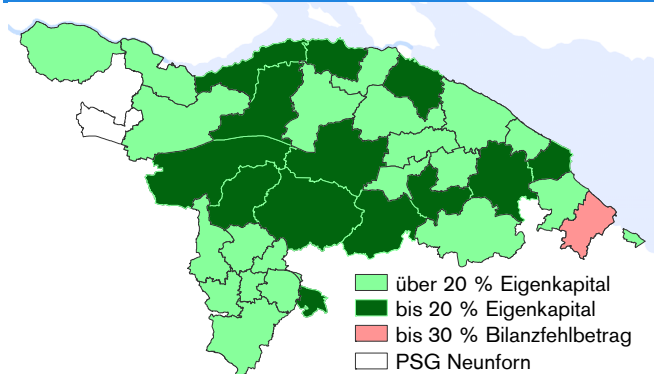 über 20 % Eigenkapital
bis 20 % Eigenkapital
bis 30 % Bilanzfehlbetrag
PSG Neunforn